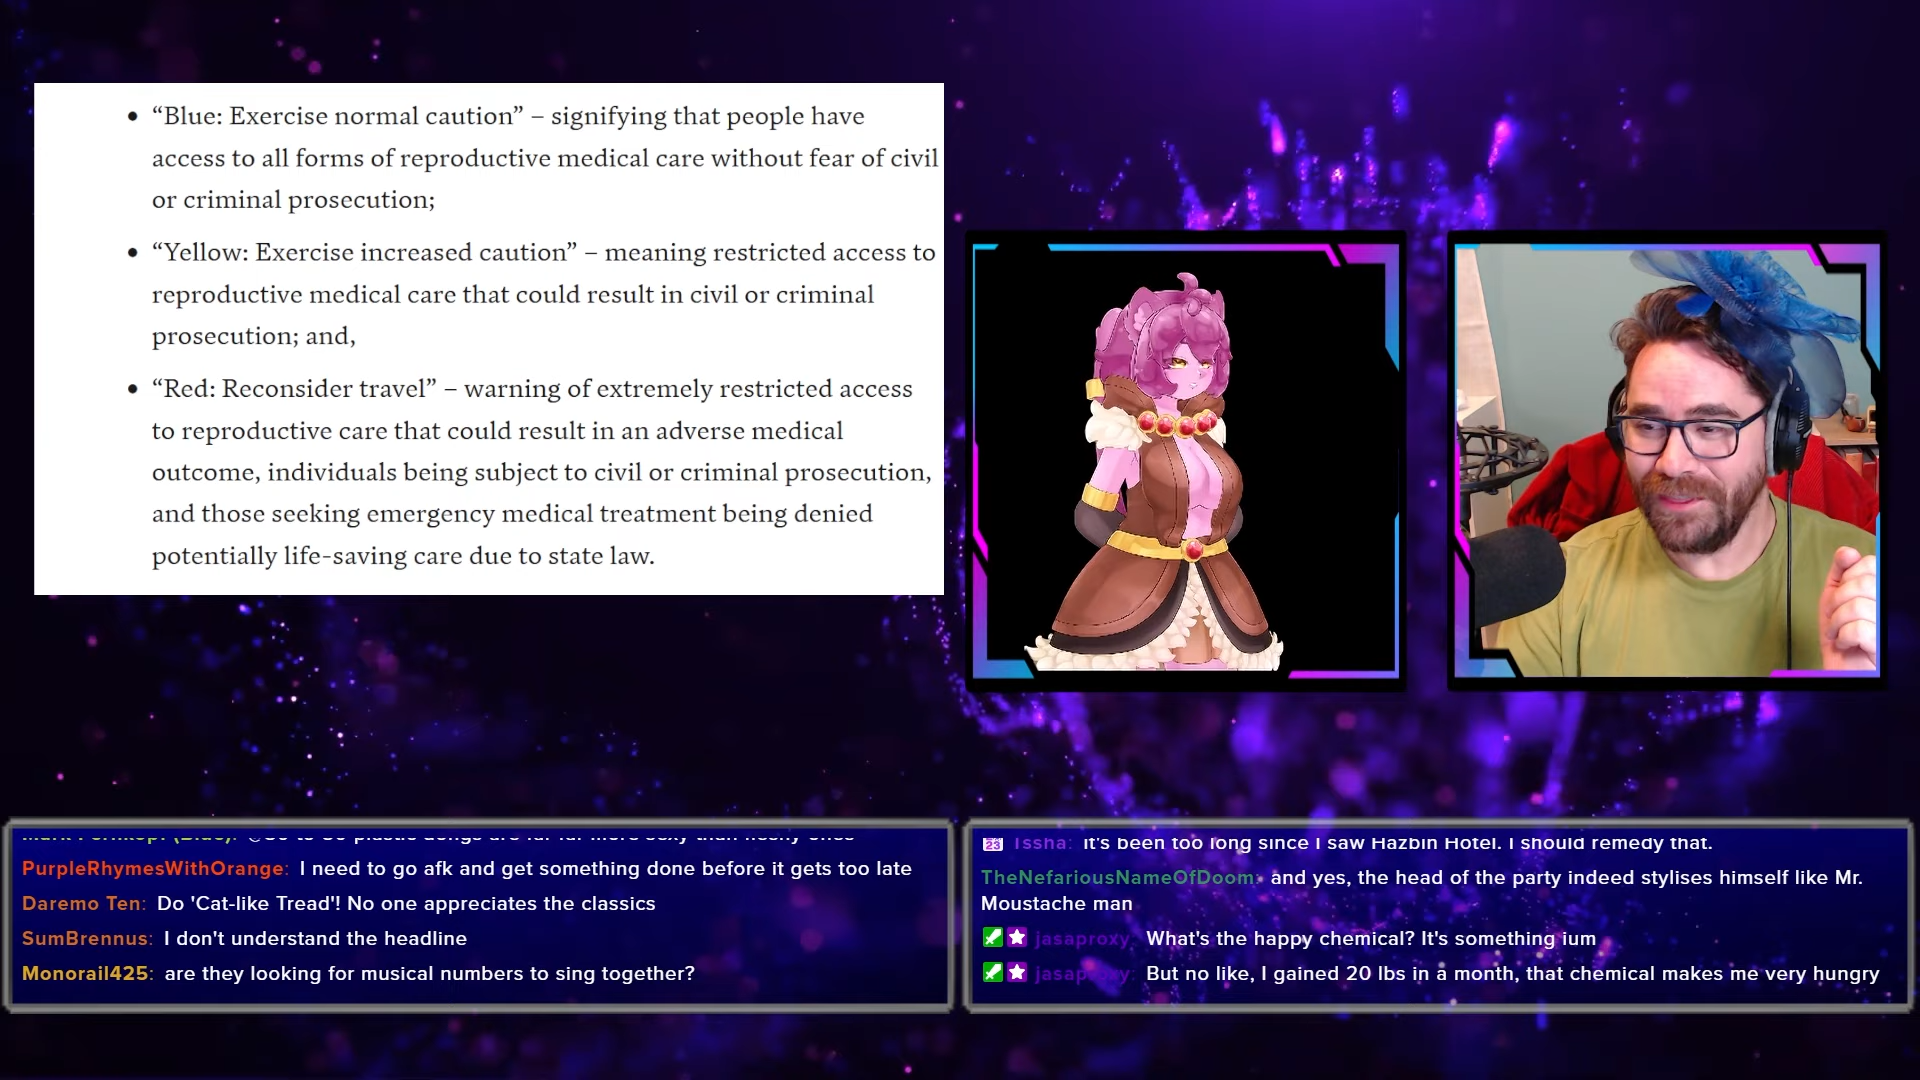 “Blue: Exercise normal caution” – signifying that people have
access to all forms of reproductive medical care without fear of civil
or criminal prosecution;
“Yellow: Exercise increased caution” – meaning restricted access to
reproductive medical care that could result in civil or criminal
prosecution; and,
“Red: Reconsider travel” – warning of extremely restricted access
to reproductive care that could result in an adverse medical
outcome, individuals being subject to civil or criminal prosecution,
and those seeking emergency medical treatment being denied
potentially life-saving care due to state law.
PurpleRhymesWithOrange: I need to go afk and get something done before it gets too late
Daremo Ten: Do 'Cat-like Tread'! No one appreciates the classics
SumBrennus: I don't understand the headline
Monorail425: are they looking for musical numbers to sing together?
23 Issha: It's been too long since I saw Hazbin Hotel. I should remedy that.
TheNefariousNameOfDoom: and yes, the head of the party indeed stylises himself like Mr.
Moustache man
jasaproxy: What's the happy chemical? It's something ium
jasaproxy: But no like, I gained 20 lbs in a month, that chemical makes me very hungry